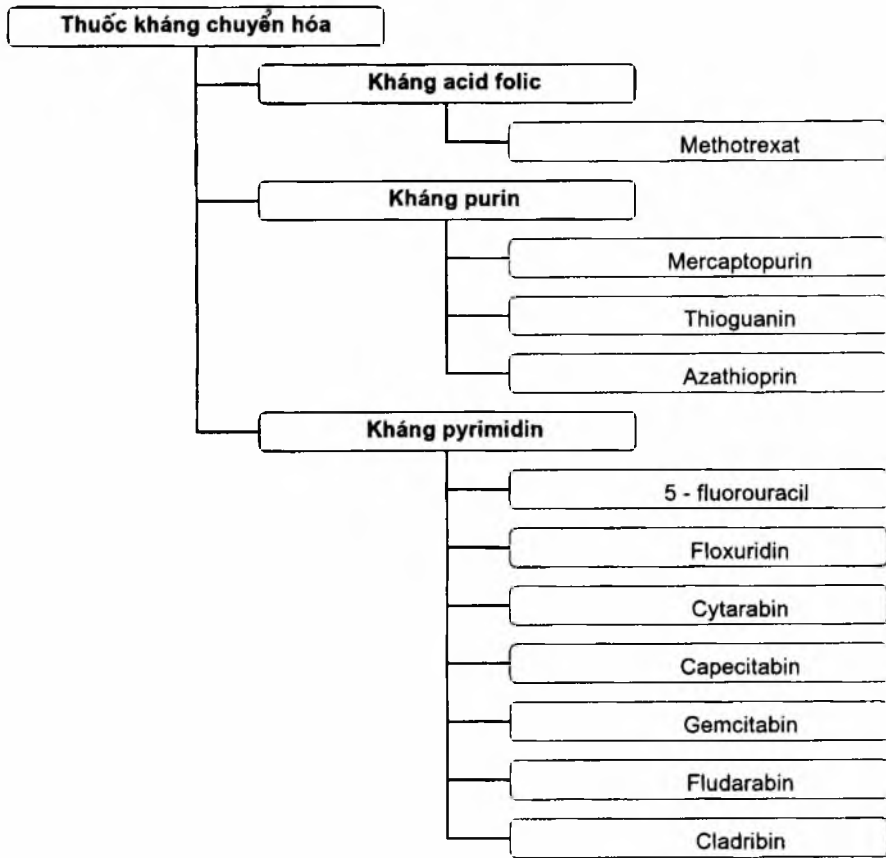 Thuốc kháng chuyển hóa
Kháng acid folic
Methotrexat
Kháng purin
Mercaptopurin
Thioguanin
Azathioprin
Kháng pyrimidin
5 - fluorouracil
Floxuridin
Cytarabin
Capecitabin
Gemcitabin
Fludarabin
Cladribin